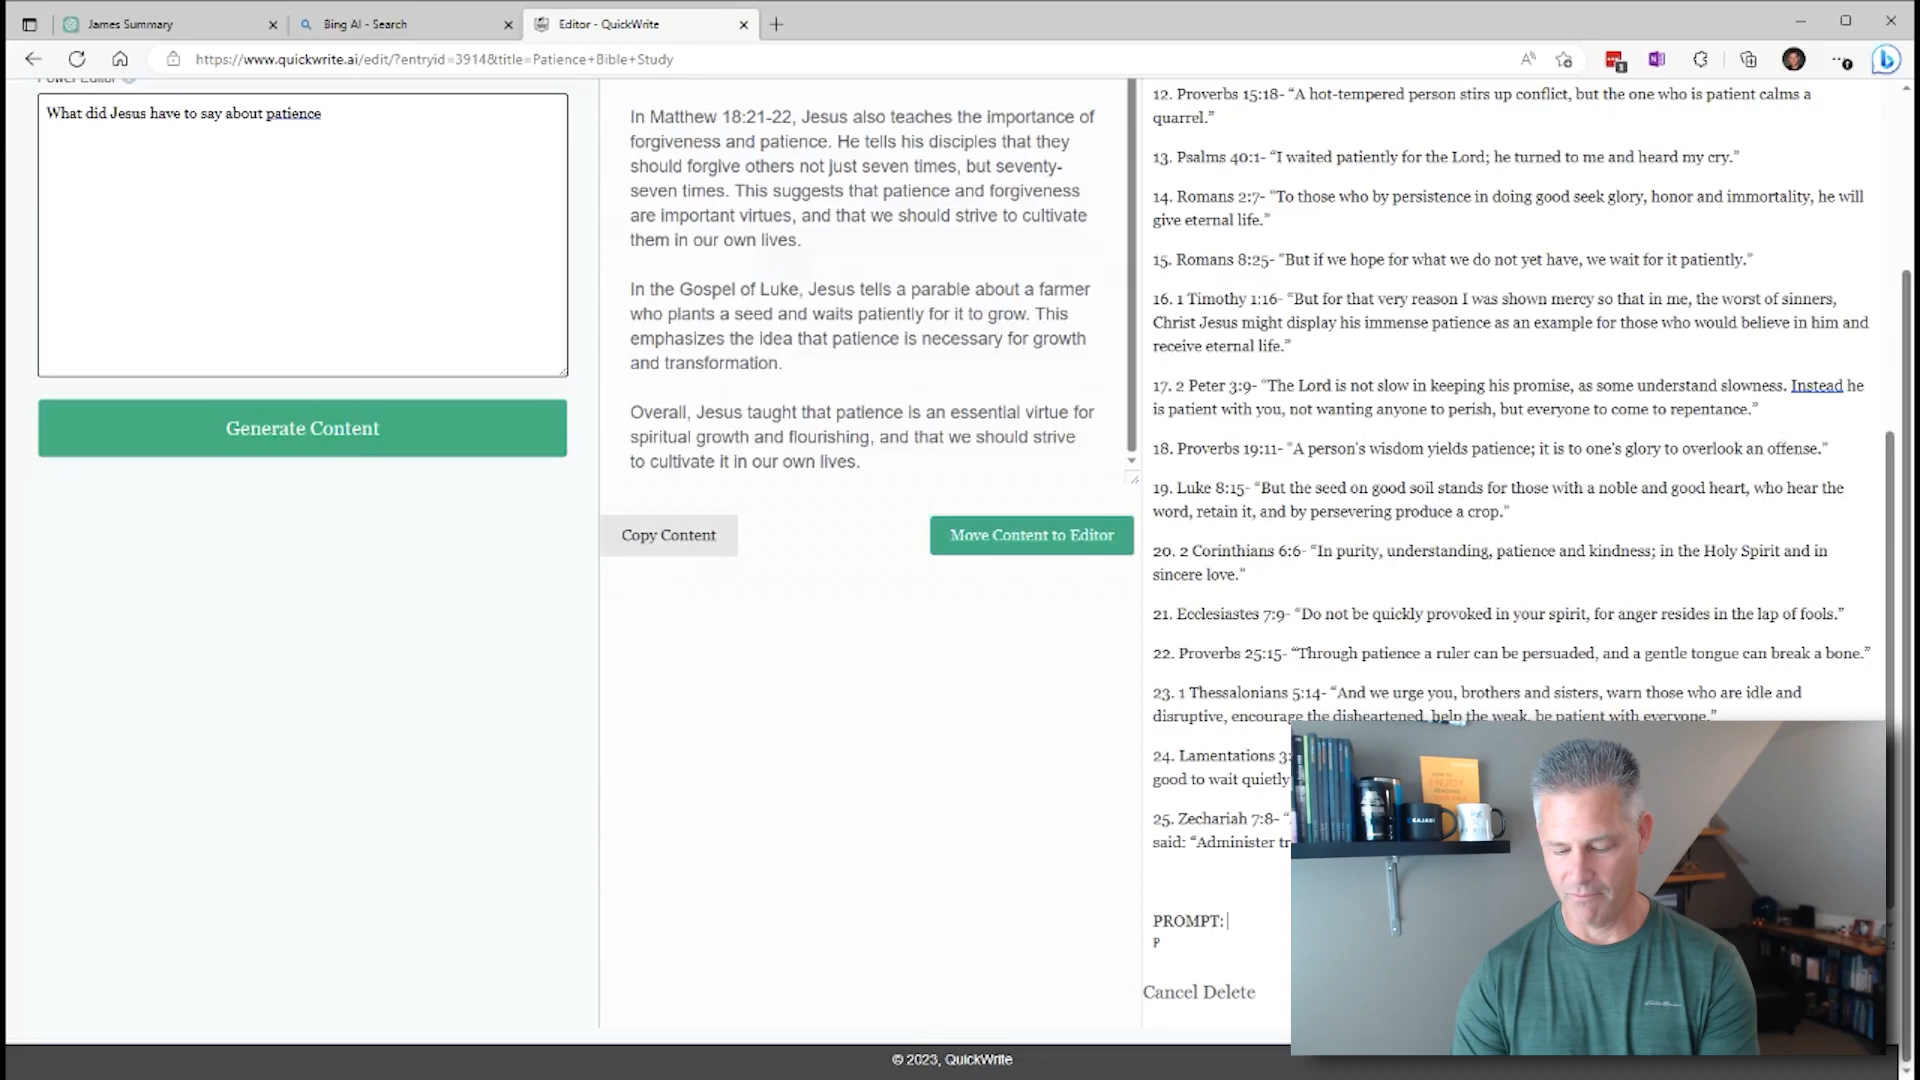 James Summary
Bing AI - Search
Editor - QuickWrite
https://www.quickwrite.ai/edit/?entryid=3914&title=Patience+Bible+Study
Power Editor
What did Jesus have to say about patience
Generate Content
In Matthew 18:21-22, Jesus also teaches the importance of
forgiveness and patience. He tells his disciples that they
should forgive others not just seven times, but seventy-
seven times. This suggests that patience and forgiveness
are important virtues, and that we should strive to cultivate
them in our own lives.
In the Gospel of Luke, Jesus tells a parable about a farmer
who plants a seed and waits patiently for it to grow. This
emphasizes the idea that patience is necessary for growth
and transformation.
Overall, Jesus taught that patience is an essential virtue for
spiritual growth and flourishing, and that we should strive
to cultivate it in our own lives.
Copy Content
Move Content to Editor
12. Proverbs 15:18- “A hot-tempered person stirs up conflict, but the one who is patient calms a
quarrel.”
13. Psalms 40:1- “I waited patiently for the Lord; he turned to me and heard my cry.”
14. Romans 2:7- “To those who by persistence in doing good seek glory, honor and immortality, he will
give eternal life.”
15. Romans 8:25- “But if we hope for what we do not yet have, we wait for it patiently.”
16. 1 Timothy 1:16- “But for that very reason I was shown mercy so that in me, the worst of sinners,
Christ Jesus might display his immense patience as an example for those who would believe in him and
receive eternal life.”
17. 2 Peter 3:9- “The Lord is not slow in keeping his promise, as some understand slowness. Instead he
is patient with you, not wanting anyone to perish, but everyone to come to repentance.”
18. Proverbs 19:11- “A person’s wisdom yields patience; it is to one’s glory to overlook an offense.”
19. Luke 8:15- “But the seed on good soil stands for those with a noble and good heart, who hear the
word, retain it, and by persevering produce a crop.”
20. 2 Corinthians 6:6- “In purity, understanding, patience and kindness; in the Holy Spirit and in
sincere love.”
21. Ecclesiastes 7:9- “Do not be quickly provoked in your spirit, for anger resides in the lap of fools.”
22. Proverbs 25:15- “Through patience a ruler can be persuaded, and a gentle tongue can break a bone.”
23. 1 Thessalonians 5:14- “And we urge you, brothers and sisters, warn those who are idle and
disruptive, encourage the disheartened, help the weak, be patient with everyone.”
24. Lamentations 3:
good to wait quietly
25. Zechariah 7:8- “
said: “Administer tr
PROMPT:
P
Cancel Delete
ENJOY
READING
KAJABI
© 2023, QuickWrite